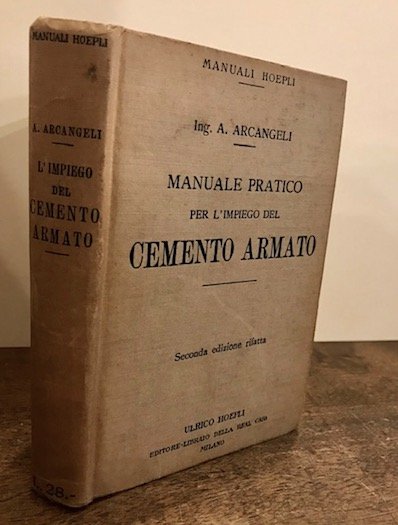 MANUALI HOEPLI
A. ARCANGELI
L'IMPIEGO
DEL
CEMENTO
ARMATO
L. 28.-
MANUALI HOEPLI
Ing. A. ARCANGELI
MANUALE PRATICO
PER L'IMPIEGO DEL
CEMENTO ARMATO
Seconda edizione rifatta
ULRICO HOEPLI
EDITORE-LIBRAIO DELLA REAL CASA
MILANO